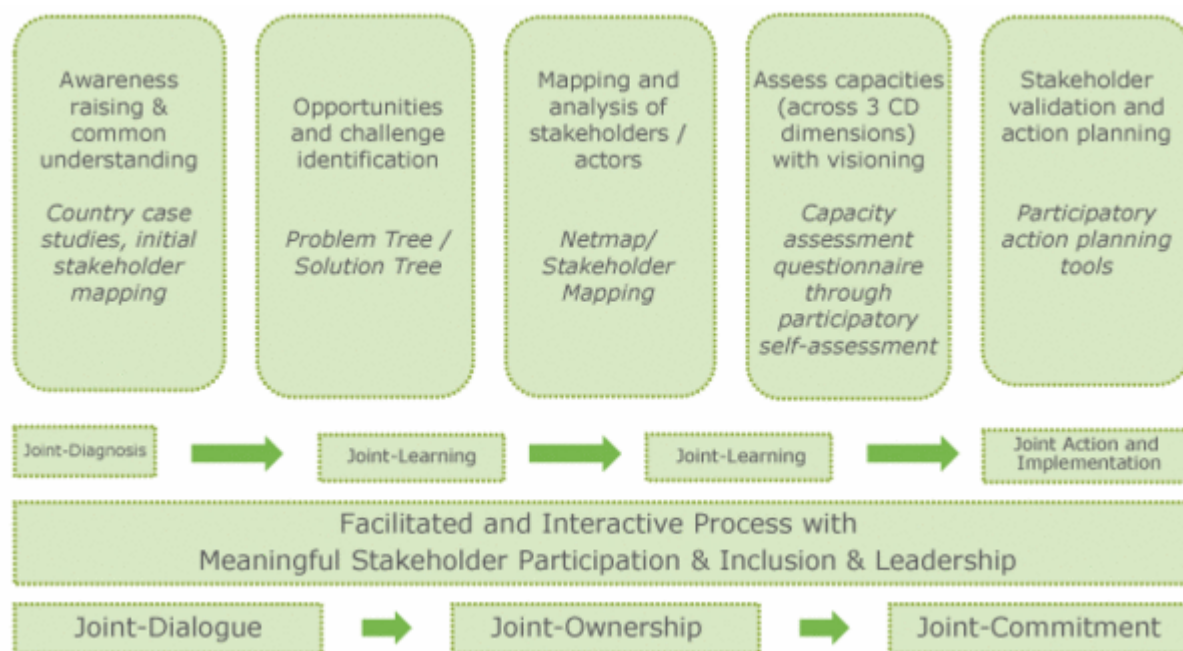 Awareness
raising &
common
understanding
Country case
studies, initial
stakeholder
mapping
Opportunities
and challenge
identification
Problem Tree /
Solution Tree
Mapping and
analysis of
stakeholders /
actors
Netmap/
Stakeholder
Mapping
Assess capacities
(across 3 CD
dimensions)
with visioning
Capacity
assessment
questionnaire
through
participatory
self-assessment
Stakeholder
validation and
action planning
Participatory
action planning
tools
Joint-Diagnosis
Joint-Learning
Joint-Learning
Joint Action and
Implementation
Facilitated and Interactive Process with
Meaningful Stakeholder Participation & Inclusion & Leadership
Joint-Dialogue
Joint-Ownership
Joint-Commitment